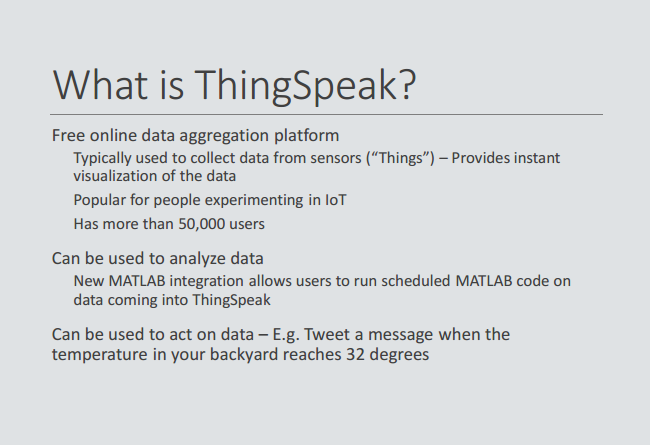 What is ThingSpeak?
Free online data aggregation platform
Typically used to collect data from sensors (“Things”) – Provides instant
visualization of the data
Popular for people experimenting in IoT
Has more than 50,000 users
Can be used to analyze data
New MATLAB integration allows users to run scheduled MATLAB code on
data coming into ThingSpeak
Can be used to act on data – E.g. Tweet a message when the
temperature in your backyard reaches 32 degrees